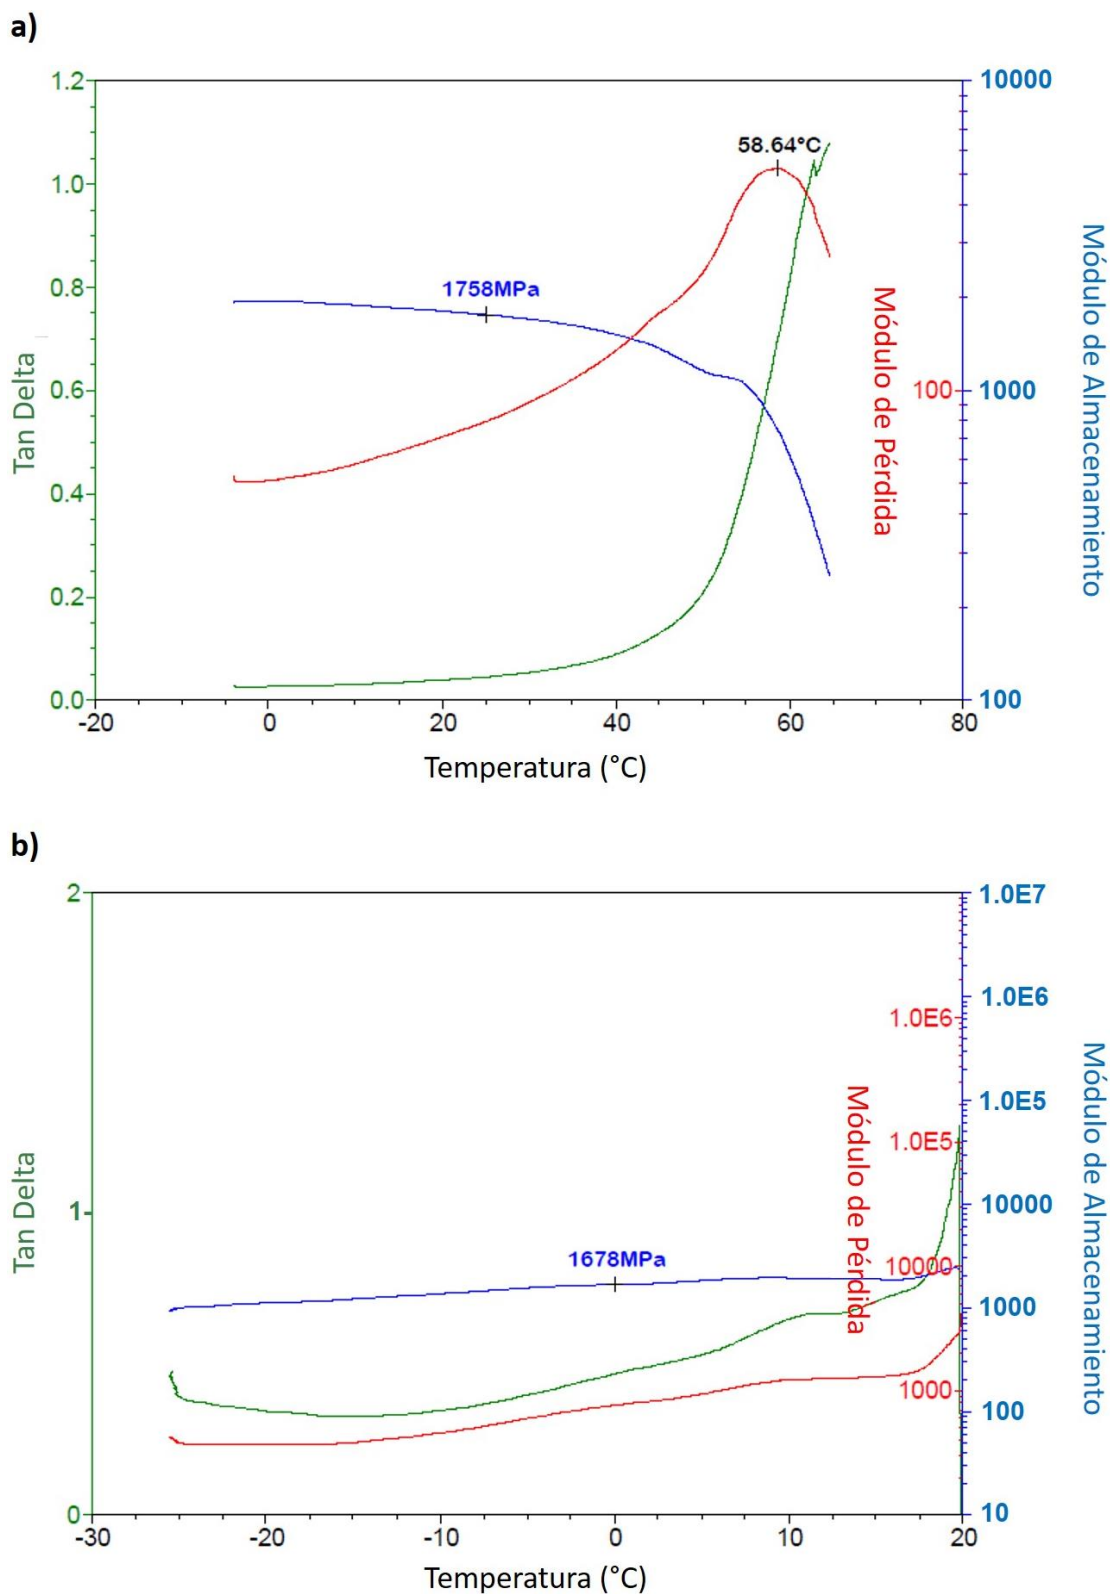 a)
1.2
1.0
0.8
0.6
0.4
0.2
0.0
Tan Delta
-20
0
20
40
60
80
Temperatura (°C)
58.64°C
1758MPa
100
Módulo de Pérdida
10000
1000
100
Módulo de Almacenamiento
b)
2
1
0
Tan Delta
-30
-20
-10
0
10
20
Temperatura (°C)
1678MPa
1.0E6
1.0E5
10000
1000
Módulo de Pérdida
1.0E7
1.0E6
1.0E5
10000
1000
100
10
Módulo de Almacenamiento